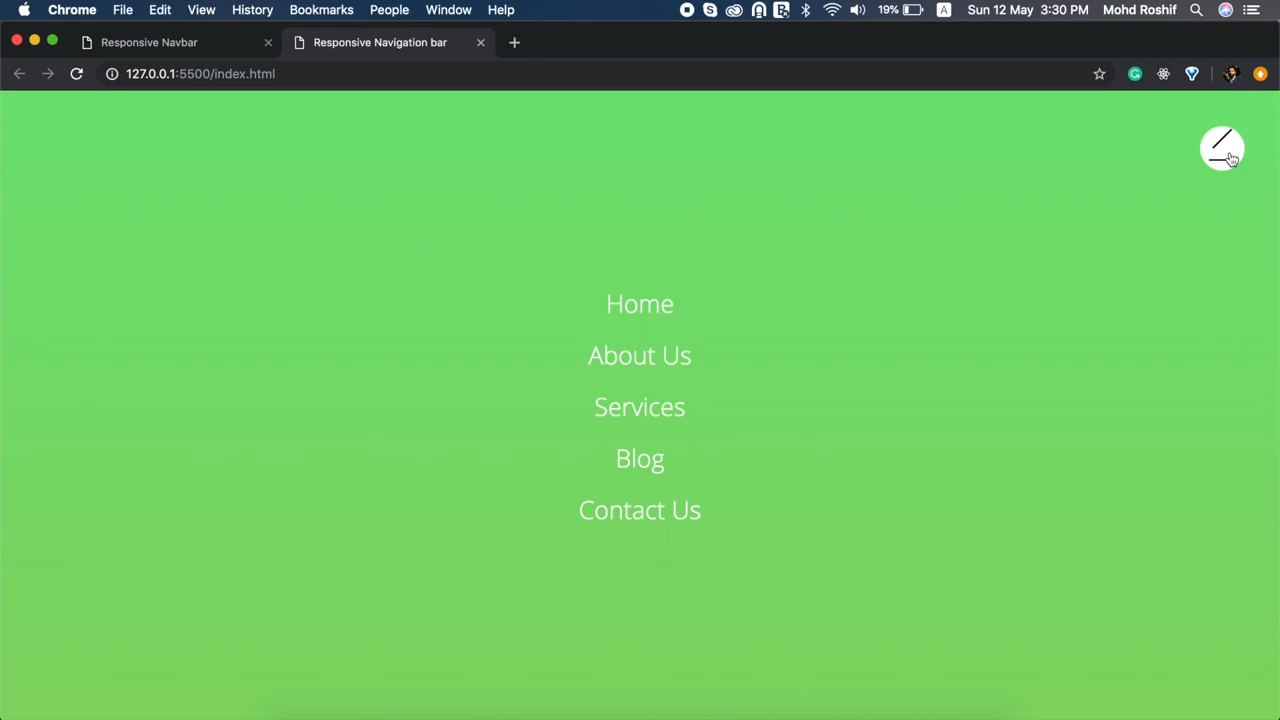 Chrome File Edit View History Bookmarks People Window Help 19% A Sun 12 May 3:30 PM Mohd Roshif
Responsive Navbar Responsive Navigation bar
127.0.0.1:5500/index.html
Home
About Us
Services
Blog
Contact Us